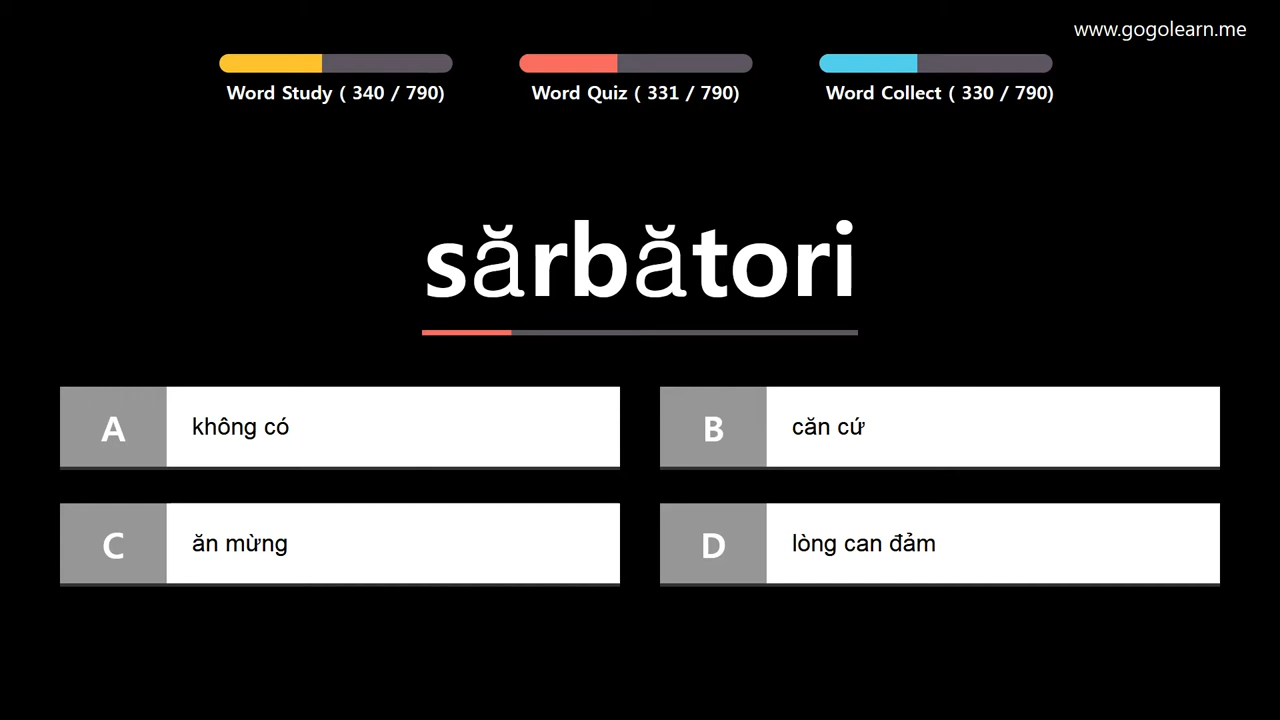 www.gogolearn.me
Word Study ( 340 / 790)
Word Quiz ( 331 / 790)
Word Collect ( 330 / 790)
sărbători
A
không có
B
căn cứ
C
ăn mừng
D
lòng can đảm